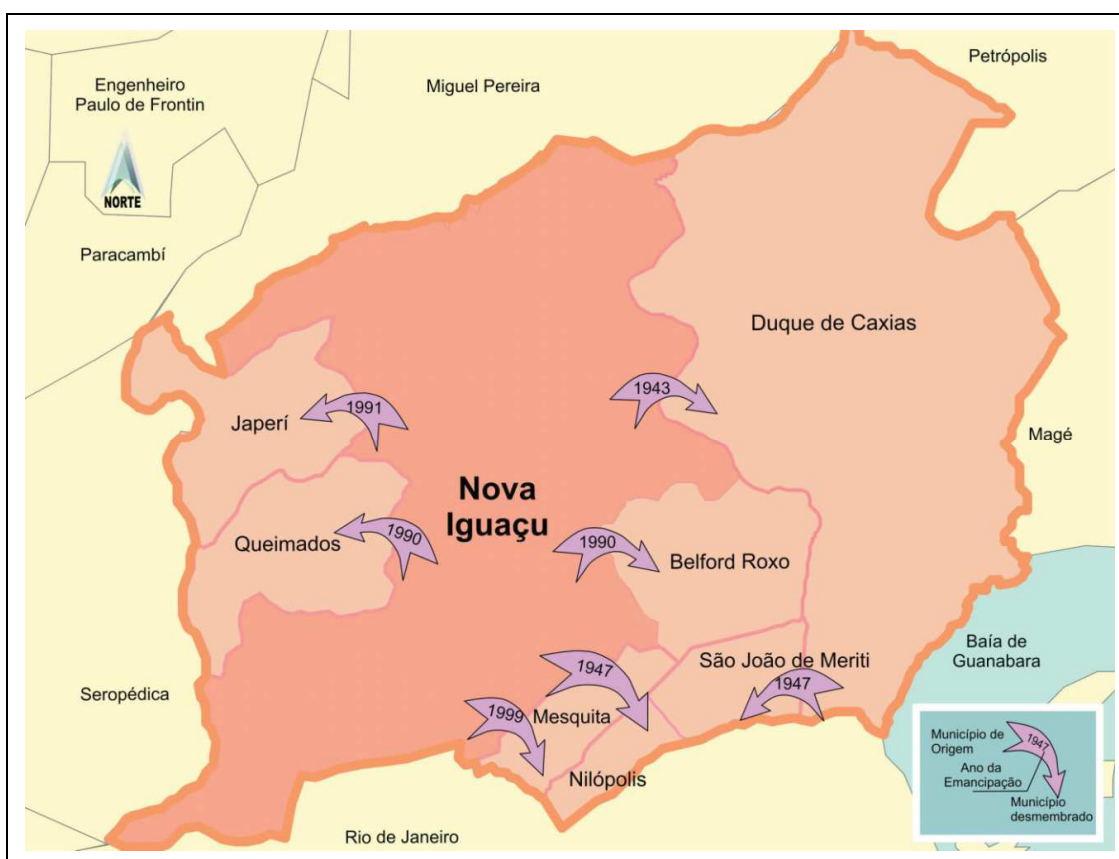 Petrópolis
Engenheiro
Paulo de Frontin
Miguel Pereira
NORTE
Paracambí
Duque de Caxias
1943
1991
Japerí
Magé
Nova
Iguaçu
1990
Queimados
1990
Belford Roxo
Baía de
Guanabara
São João de Meriti
1947
1947
Seropédica
1999
Mesquita
Nilópolis
Rio de Janeiro
Município de
Origem
1947
Ano da
Emancipação
Município
desmembrado